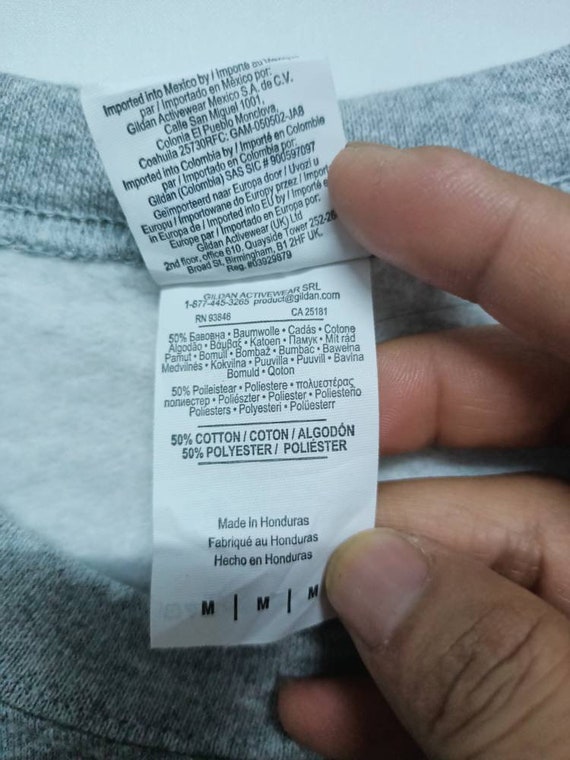 Imported into Mexico by / Importé au Mexique
par / Importado en México por:
Gildan Activewear Mexico S.A. de C.V.
Calle San Miguel 1001,
Colonia El Pueblo Monclova,
Coahuila 25730RFC: GAM-050502-JA8
Imported into Colombia by / Importé en Colombie
par / Importado en Colombia por:
Gildan (Colombia) SAS SIC # 900597097
Geïmporteerd naar Europa door / Uvozi u
Europu / Importowane do Europy przez / Import
in Europa de / Imported into EU by / Importé e
Europe par / Importado en Europa por:
Gildan Activewear (UK) Ltd
2nd floor, office 610, Quayside Tower 252-26
Broad St, Birmingham, B1 2HF UK.
Reg. #03929879
GILDAN ACTIVEWEAR SRL
1-877-445-3265 product@gildan.com
RN 93846 CA 25181
50% Бавовна • Baumwolle • Cadás • Cotone
Algodão • Βαμβαξ • Katoen • Памук • Mit rád
Pamut • Bomull • Bombaž • Bumbac • Bawełna
Medvilnės • Kokvilna • Puuvilla • Puuvill • Bavlna
Bomuld • Qoton
50% Poileistear • Poliestere • πολυεστέρας
полиестер • Poliészter • Poliester • Poliesteno
Poliesters • Polyesteri • Polüesterr
50% COTTON / COTON / ALGODÓN
50% POLYESTER / POLIÉSTER
Made in Honduras
Fabriqué au Honduras
Hecho en Honduras
M | M | M